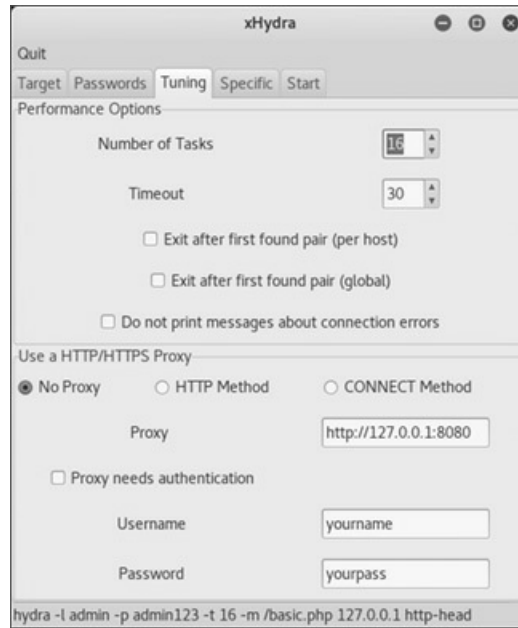 xHydra
Quit
Target Passwords Tuning Specific Start
Performance Options
Number of Tasks 16
Timeout 30
Exit after first found pair (per host)
Exit after first found pair (global)
Do not print messages about connection errors
Use a HTTP/HTTPS Proxy
No Proxy HTTP Method CONNECT Method
Proxy http://127.0.0.1:8080
Proxy needs authentication
Username yourname
Password yourpass
hydra -l admin -p admin123 -t 16 -m /basic.php 127.0.0.1 http-head